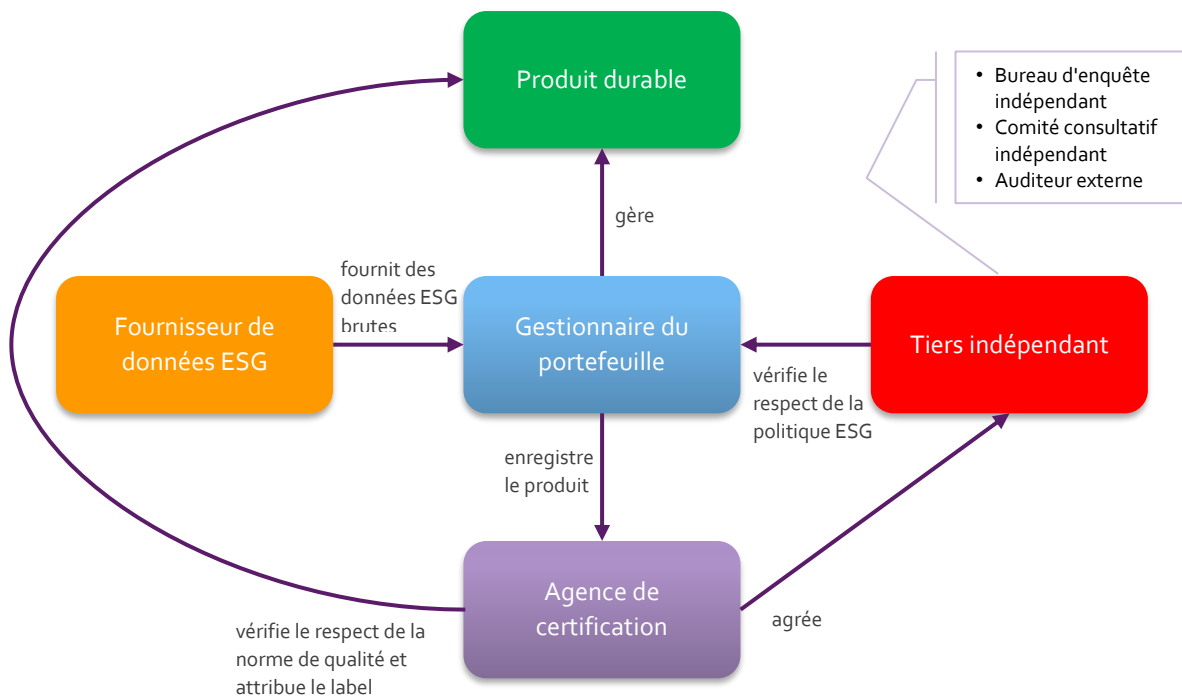 Produit durable
• Bureau d'enquête
indépendant
• Comité consultatif
indépendant
• Auditeur externe
gère
fournit des
données ESG
brutes
Fournisseur de
données ESG
Gestionnaire du
portefeuille
Tiers indépendant
vérifie le
respect de la
politique ESG
enregistre
le produit
Agence de
certification
agrée
vérifie le respect de la
norme de qualité et
attribue le label